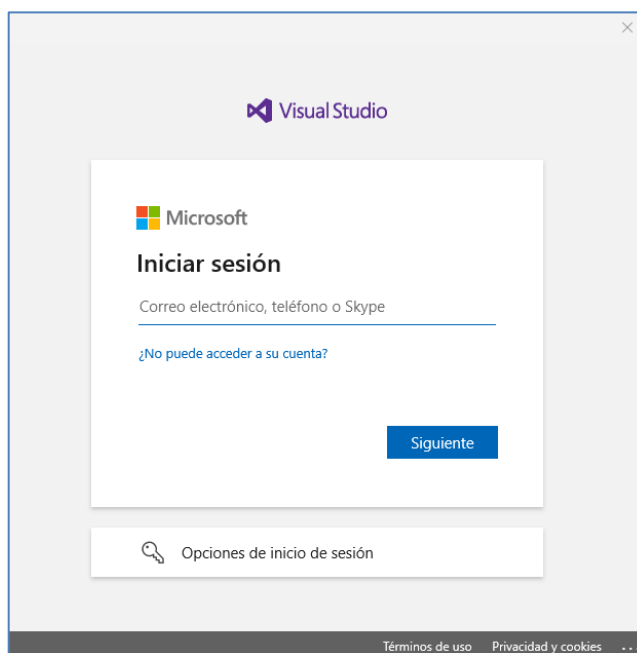 Visual Studio
Microsoft
Iniciar sesión
Correo electrónico, teléfono o Skype
¿No puede acceder a su cuenta?
Siguiente
Opciones de inicio de sesión
Términos de uso Privacidad y cookies ...